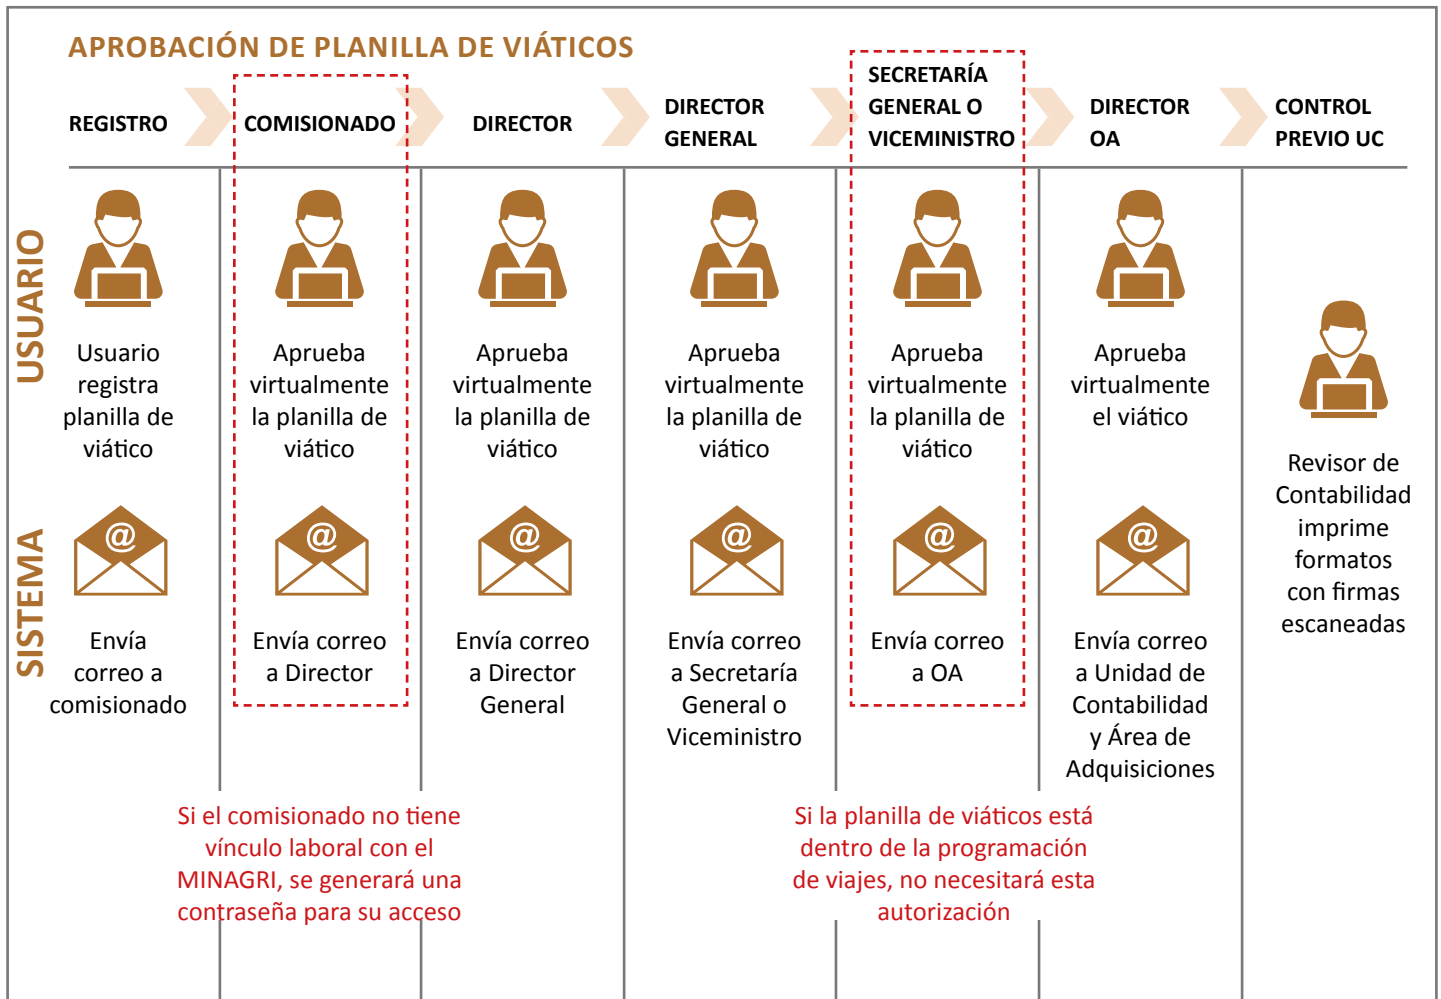 APROBACIÓN DE PLANILLA DE VIÁTICOS
REGISTRO
COMISIONADO
DIRECTOR
DIRECTOR
GENERAL
SECRETARÍA
GENERAL O
VICEMINISTRO
DIRECTOR
OA
CONTROL
PREVIO UC
USUARIO
Usuario
registra
planilla de
viático
Aprueba
virtualmente
la planilla de
viático
Aprueba
virtualmente
la planilla de
viático
Aprueba
virtualmente
la planilla de
viático
Aprueba
virtualmente
la planilla de
viático
Aprueba
virtualmente
el viático
Revisor de
Contabilidad
imprime
formatos
con firmas
escaneadas
SISTEMA
@
@
@
@
@
@
Envía
correo a
comisionado
Envía correo
a Director
Envía correo
a Director
General
Envía correo
a Secretaría
General o
Viceministro
Envía correo
a OA
Envía correo
a Unidad de
Contabilidad
y Área de
Adquisiciones
Si el comisionado no tiene
vínculo laboral con el
MINAGRI, se generará una
contraseña para su acceso
Si la planilla de viáticos está
dentro de la programación
de viajes, no necesitará esta
autorización